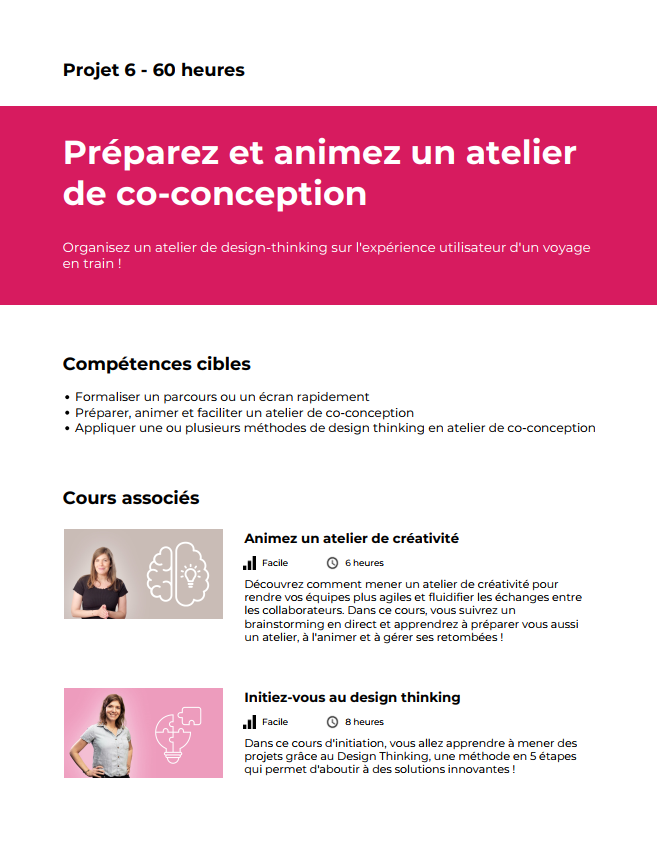 Projet 6 - 60 heures
Préparez et animez un atelier
de co-conception
Organisez un atelier de design-thinking sur l'expérience utilisateur d'un voyage
en train !
Compétences cibles
• Formaliser un parcours ou un écran rapidement
• Préparer, animer et faciliter un atelier de co-conception
• Appliquer une ou plusieurs méthodes de design thinking en atelier de co-conception
Cours associés
Animez un atelier de créativité
Facile 6 heures
Découvrez comment mener un atelier de créativité pour
rendre vos équipes plus agiles et fluidifier les échanges entre
les collaborateurs. Dans ce cours, vous suivrez un
brainstorming en direct et apprendrez à préparer vous aussi
un atelier, à l'animer et à gérer ses retombées !
Initiez-vous au design thinking
Facile 8 heures
Dans ce cours d'initiation, vous allez apprendre à mener des
projets grâce au Design Thinking, une méthode en 5 étapes
qui permet d'aboutir à des solutions innovantes !